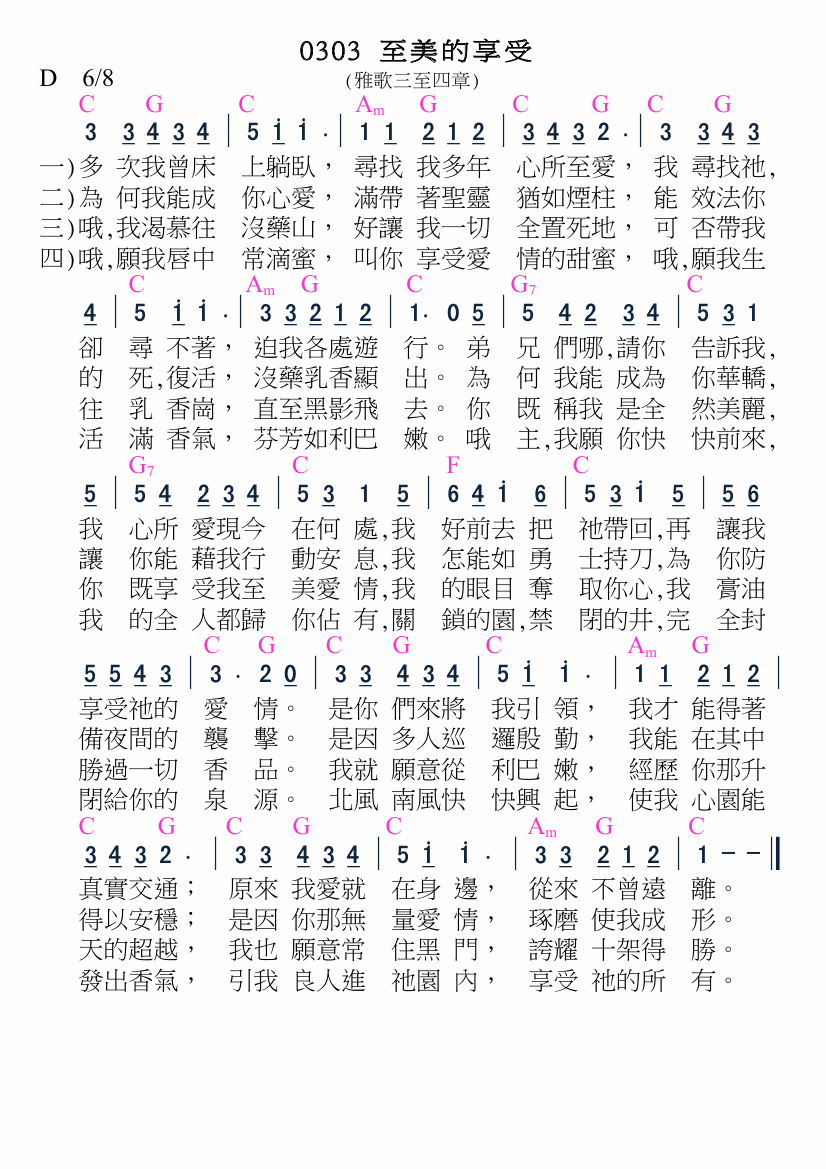 0303 至美的享受
D 6/8 (雅歌三至四章)
C G C Am G C G C G
3 3 4 3 4 | 5 i i . | 1 1 2 1 2 | 3 4 3 2 . | 3 3 4 3
一)多 次我曾床 上躺臥， 尋找 我多年 心所至愛， 我 尋找祂,
二)為 何我能成 你心愛， 滿帶 著聖靈 猶如煙柱， 能 效法你
三)哦,我渴慕往 沒藥山， 好讓 我一切 全置死地， 可 否帶我
四)哦,願我唇中 常滴蜜， 叫你 享受愛 情的甜蜜， 哦,願我生
C Am G C G7 C
4 | 5 i i . | 3 3 2 1 2 | 1. 0 5 | 5 4 2 3 4 | 5 3 1
卻 尋 不著， 迫我各處遊 行。弟 兄 們哪,請你 告訴我,
的 死,復活， 沒藥乳香顯 出。為 何 我能 成為 你華轎,
往 乳 香崗， 直至黑影飛 去。你 既 稱我 是全 然美麗,
活 滿 香氣， 芬芳如利巴 嫩。哦 主,我願 你快 快前來,
G7 C F C
5 | 5 4 2 3 4 | 5 3 1 5 | 6 4 i 6 | 5 3 i 5 | 5 6
我 心所 愛現今 在何 處,我 好前去 把 祂帶回,再 讓我
讓 你能 藉我行 動安 息,我 怎能如 勇 士持刀,為 你防
你 既享 受我至 美愛 情,我 的眼目 奪 取你心,我 膏油
我 的全 人都歸 你佔 有,關 鎖的園,禁 閉的井,完 全封
C G C G C Am G
5 5 4 3 | 3 . 2 0 | 3 3 4 3 4 | 5 i i . | 1 1 2 1 2 |
享受祂的 愛 情。 是你 們來將 我引 領， 我才 能得著
備夜間的 襲 擊。 是因 多人巡 邏殷 勤， 我能 在其中
勝過一切 香 品。 我就 願意從 利巴 嫩， 經歷 你那升
閉給你的 泉 源。 北風 南風快 快興 起， 使我 心園能
C G C G C Am G C
3 4 3 2 . | 3 3 4 3 4 | 5 i i . | 3 3 2 1 2 | 1 - - ||
真實交通； 原來 我愛就 在身 邊， 從來 不曾遠 離。
得以安穩； 是因 你那無 量愛 情， 琢磨 使我成 形。
天的超越， 我也 願意常 住黑 門， 誇耀 十架得 勝。
發出香氣， 引我 良人進 祂園 內， 享受 祂的所 有。